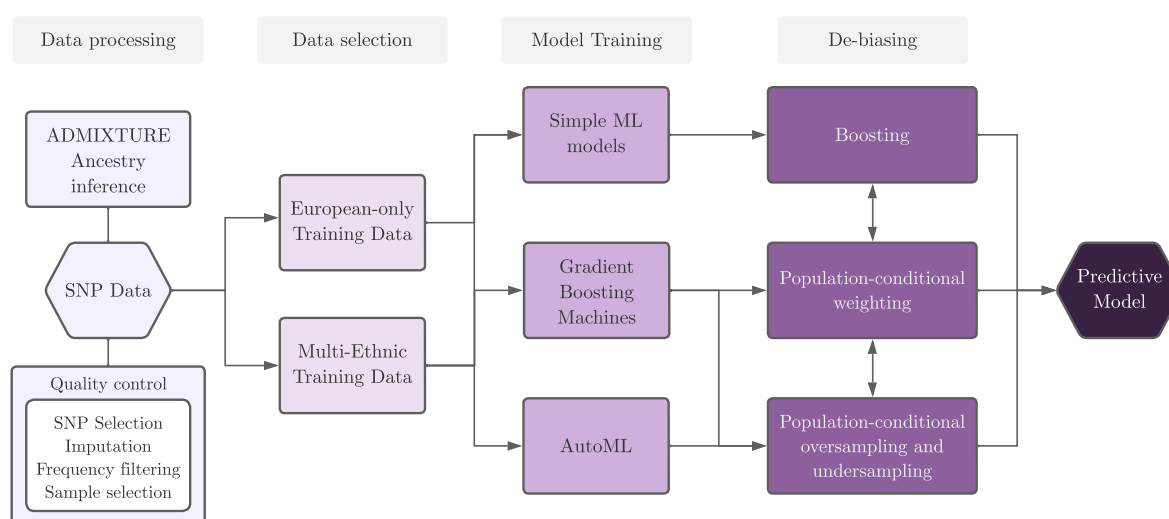 Data processing
Data selection
Model Training
De-biasing
ADMIXTURE
Ancestry
inference
SNP Data
Quality control
SNP Selection
Imputation
Frequency filtering
Sample selection
European-only
Training Data
Multi-Ethnic
Training Data
Simple ML
models
Gradient
Boosting
Machines
AutoML
Boosting
Population-conditional
weighting
Population-conditional
oversampling and
undersampling
Predictive
Model